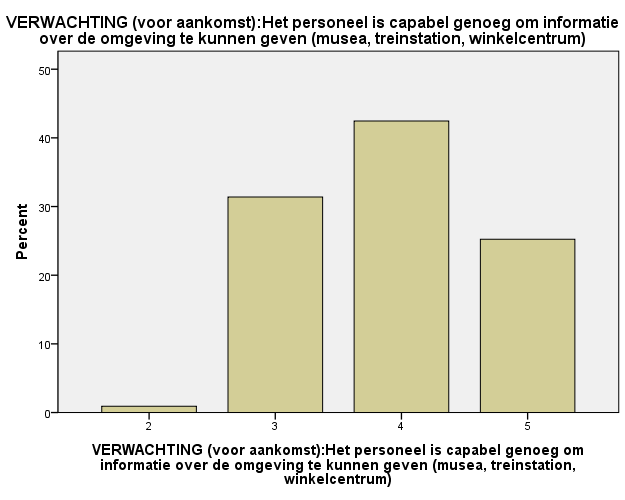 VERWACHTING (voor aankomst):Het personeel is capabel genoeg om informatie
over de omgeving te kunnen geven (musea, treinstation, winkelcentrum)
50
40
30
20
10
0
Percent
2 3 4 5
VERWACHTING (voor aankomst):Het personeel is capabel genoeg om
informatie over de omgeving te kunnen geven (musea, treinstation,
winkelcentrum)